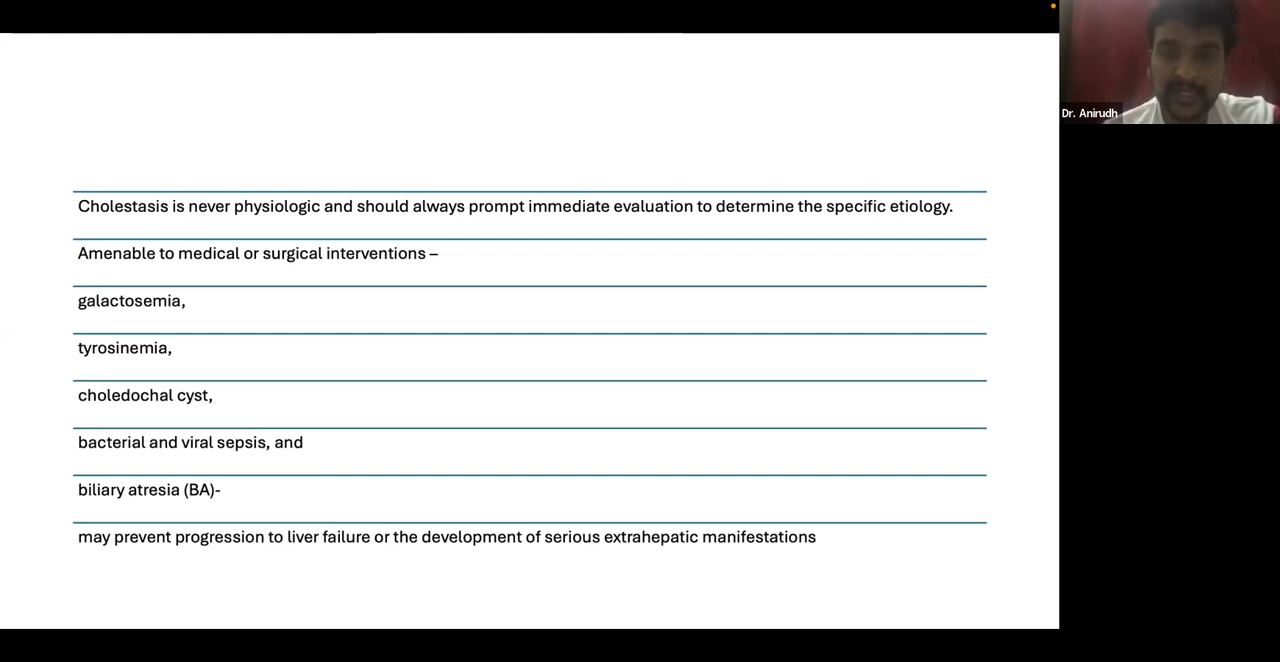 Cholestasis is never physiologic and should always prompt immediate evaluation to determine the specific etiology.
Amenable to medical or surgical interventions –
galactosemia,
tyrosinemia,
choledochal cyst,
bacterial and viral sepsis, and
biliary atresia (BA)-
may prevent progression to liver failure or the development of serious extrahepatic manifestations
Dr. Anirudh